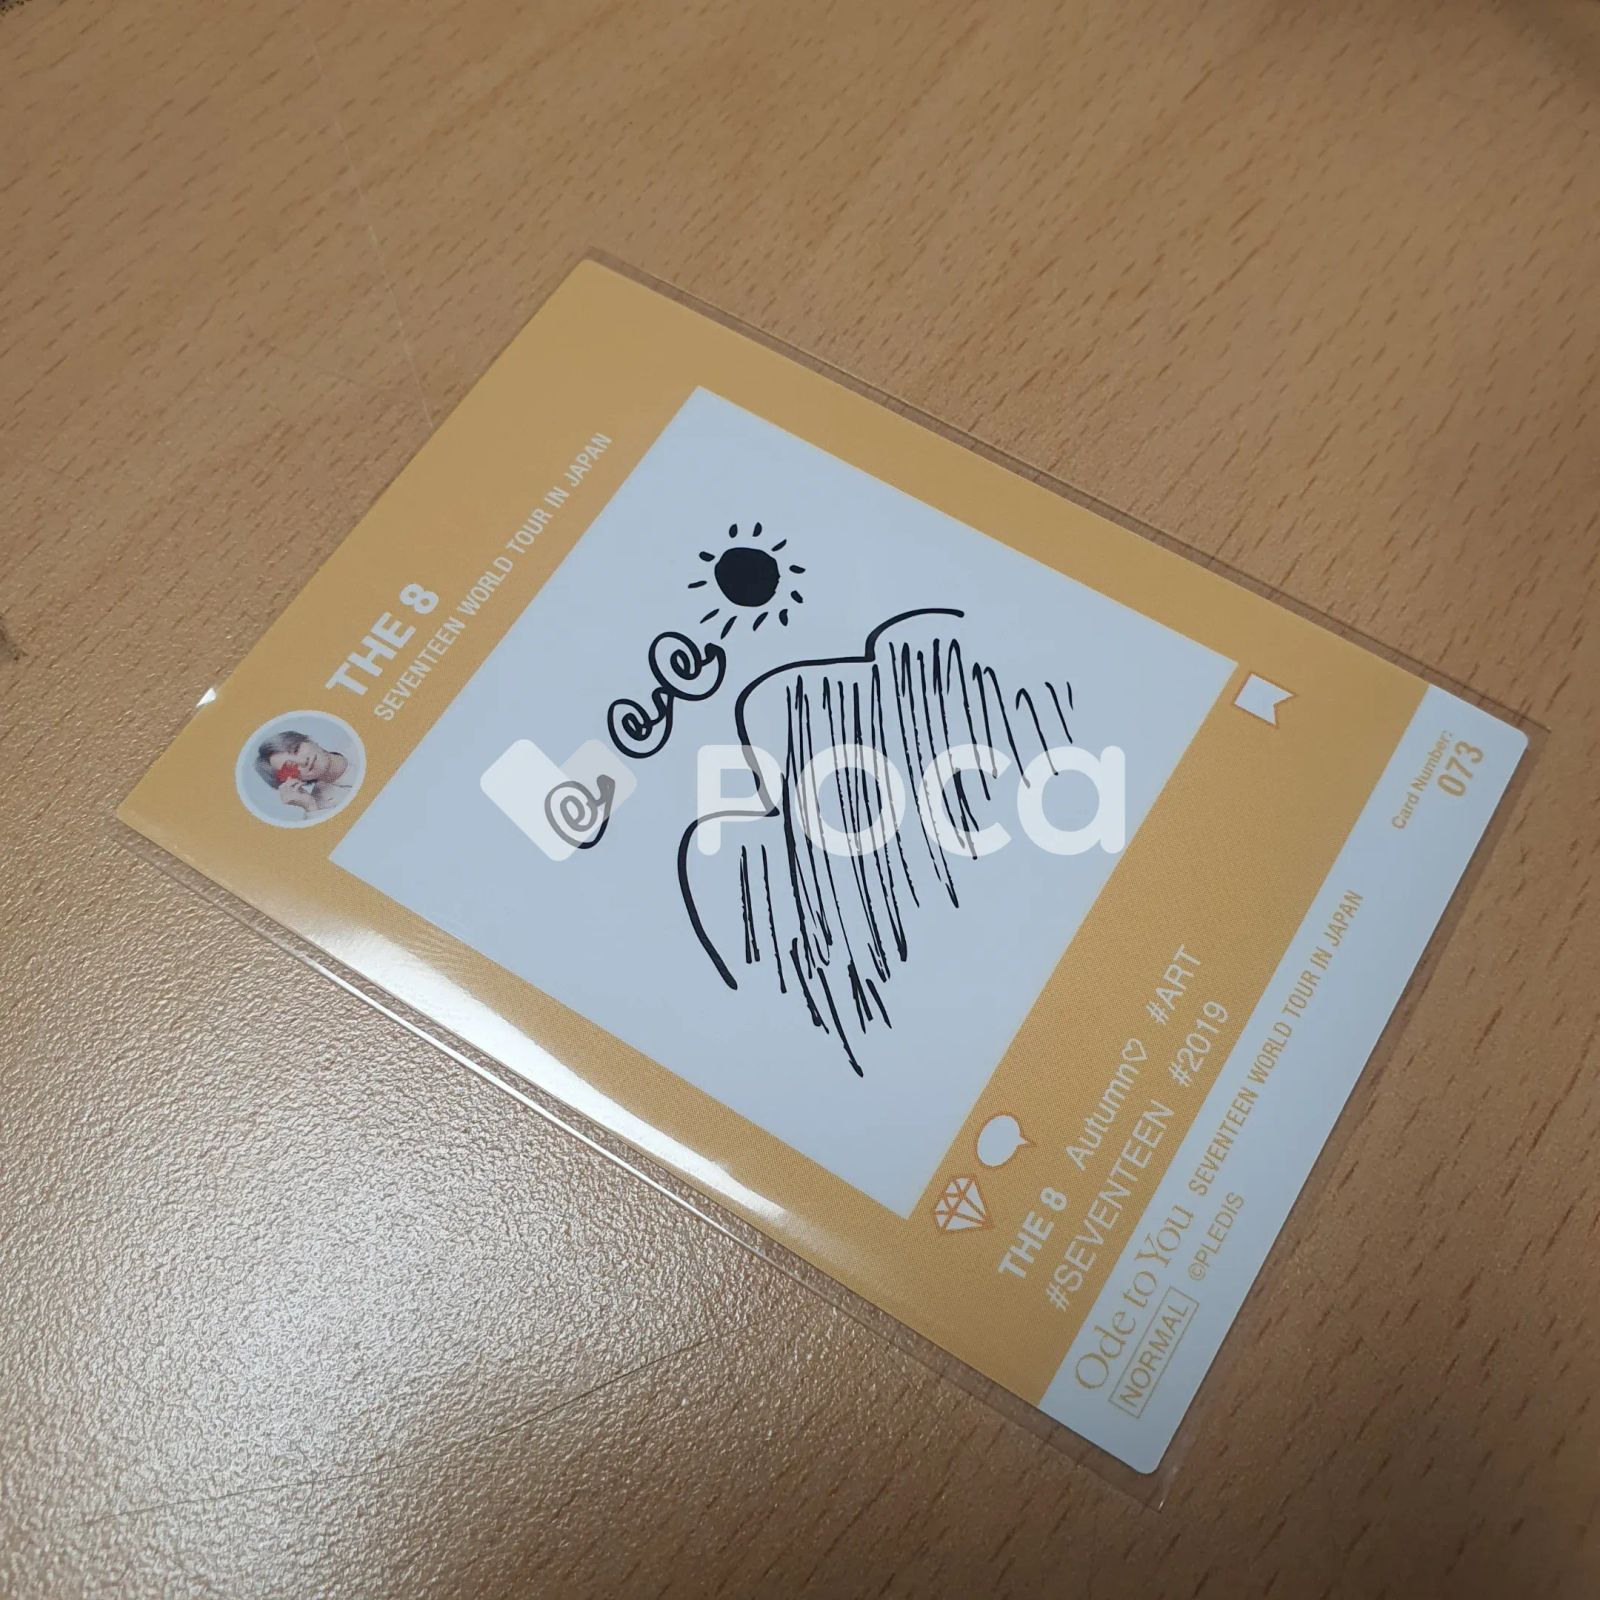 THE 8
SEVENTEEN WORLD TOUR IN JAPAN
poca
THE 8 Autumn♡ #ART
#SEVENTEEN #2019
Ode to You SEVENTEEN WORLD TOUR IN JAPAN
NORMAL ©PLEDIS
Card Number:
073